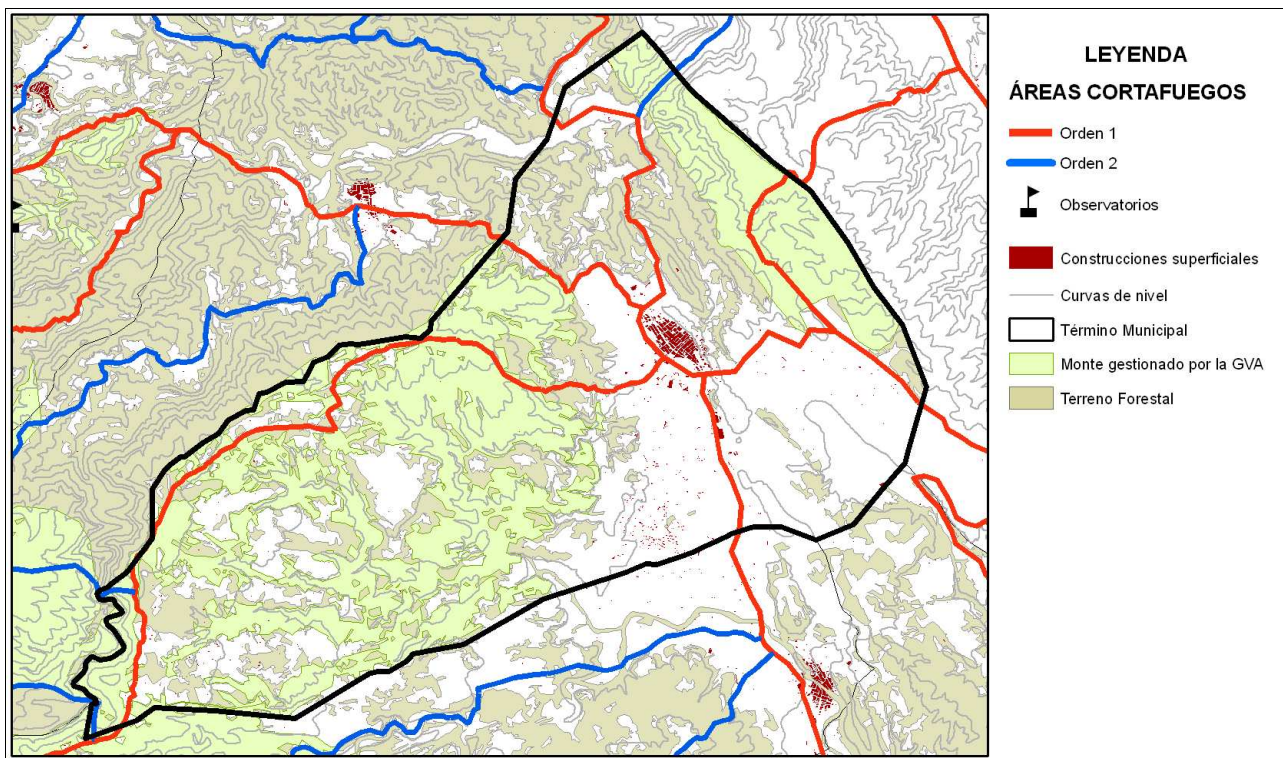 LEYENDA
ÁREAS CORTAFUEGOS
Orden 1
Orden 2
Observatorios
Construcciones superficiales
Curvas de nivel
Término Municipal
Monte gestionado por la GVA
Terreno Forestal